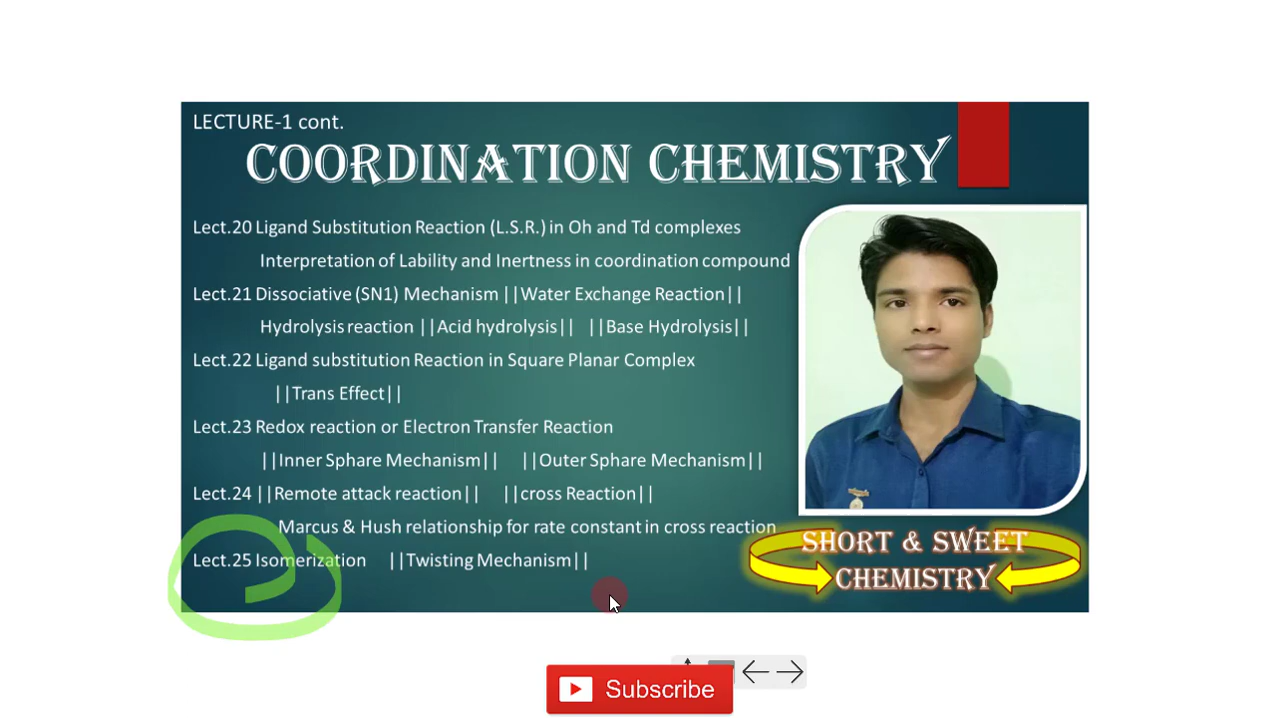 LECTURE-1 cont.
COORDINATION CHEMISTRY
Lect.20 Ligand Substitution Reaction (L.S.R.) in Oh and Td complexes
Interpretation of Lability and Inertness in coordination compound
Lect.21 Dissociative (SN1) Mechanism ||Water Exchange Reaction||
Hydrolysis reaction ||Acid hydrolysis|| ||Base Hydrolysis||
Lect.22 Ligand substitution Reaction in Square Planar Complex
||Trans Effect||
Lect.23 Redox reaction or Electron Transfer Reaction
||Inner Sphare Mechanism|| ||Outer Sphare Mechanism||
Lect.24 ||Remote attack reaction|| ||cross Reaction||
Marcus & Hush relationship for rate constant in cross reaction
Lect.25 Isomerization ||Twisting Mechanism||
SHORT & SWEET
CHEMISTRY
Subscribe